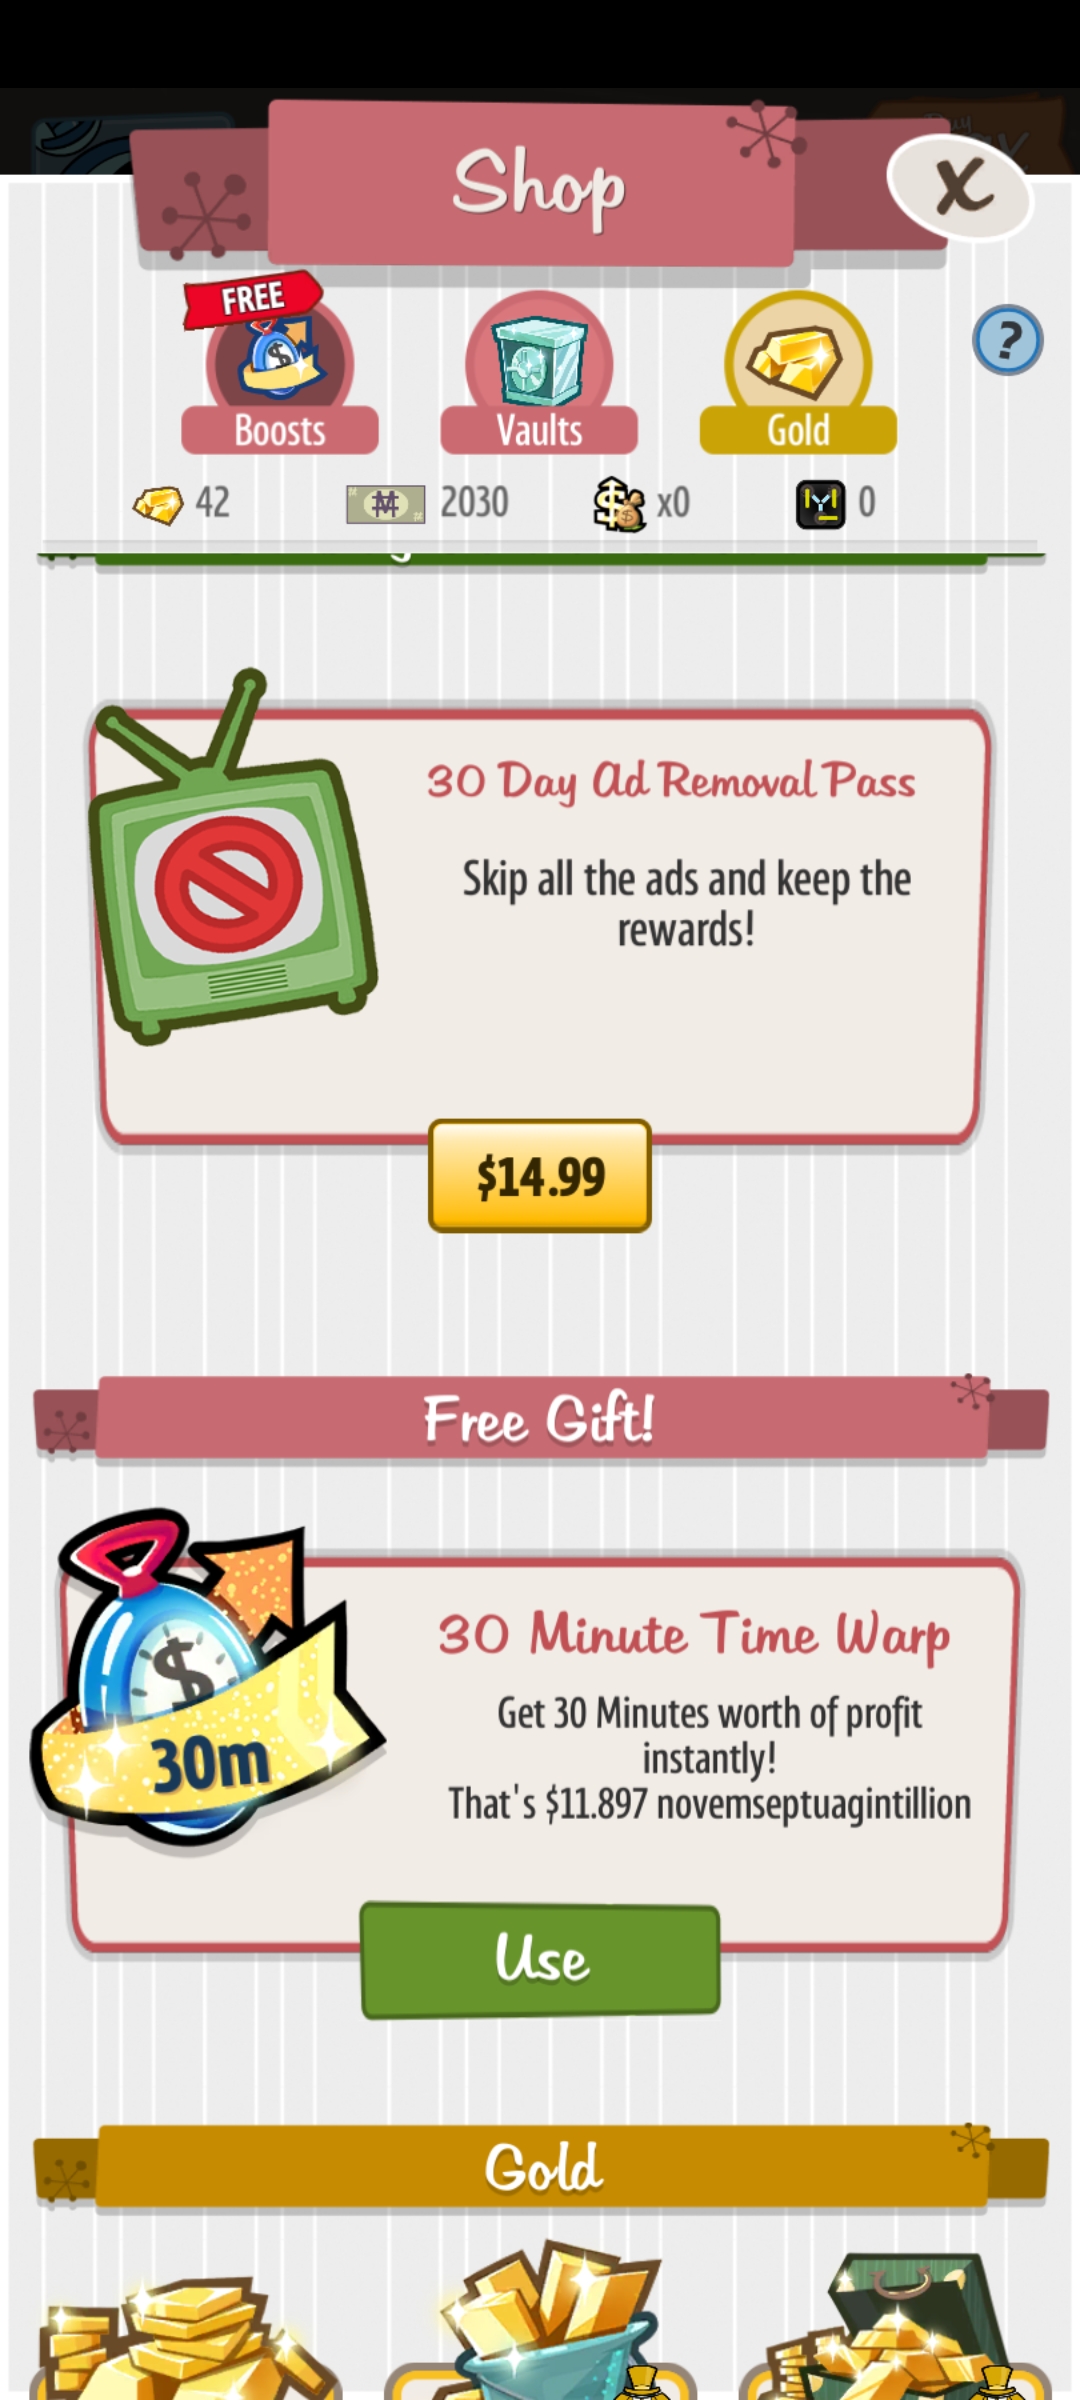 Shop
X
FREE
?
Boosts
Vaults
Gold
42
2030
x0
0
30 Day Ad Removal Pass
Skip all the ads and keep the
rewards!
$14.99
Free Gift!
30 Minute Time Warp
Get 30 Minutes worth of profit
instantly!
That's $11.897 novemseptuagintillion
$
30m
Use
Gold